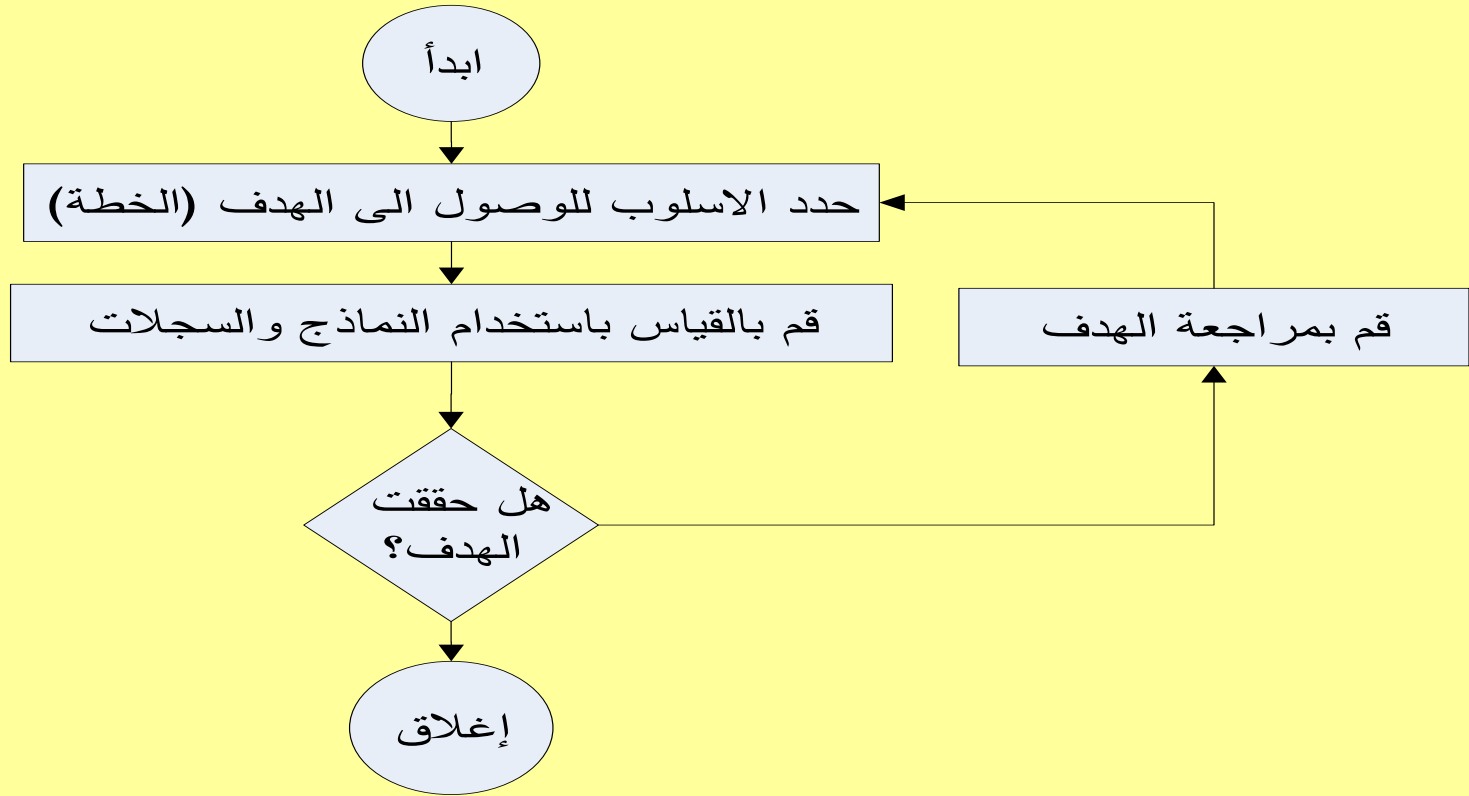 ابدأ
حدد الاسلوب للوصول الى الهدف (الخطة)
قم بالقياس باستخدام النماذج والسجلات
قم بمراجعة الهدف
هل حققت
الهدف؟
إغلاق